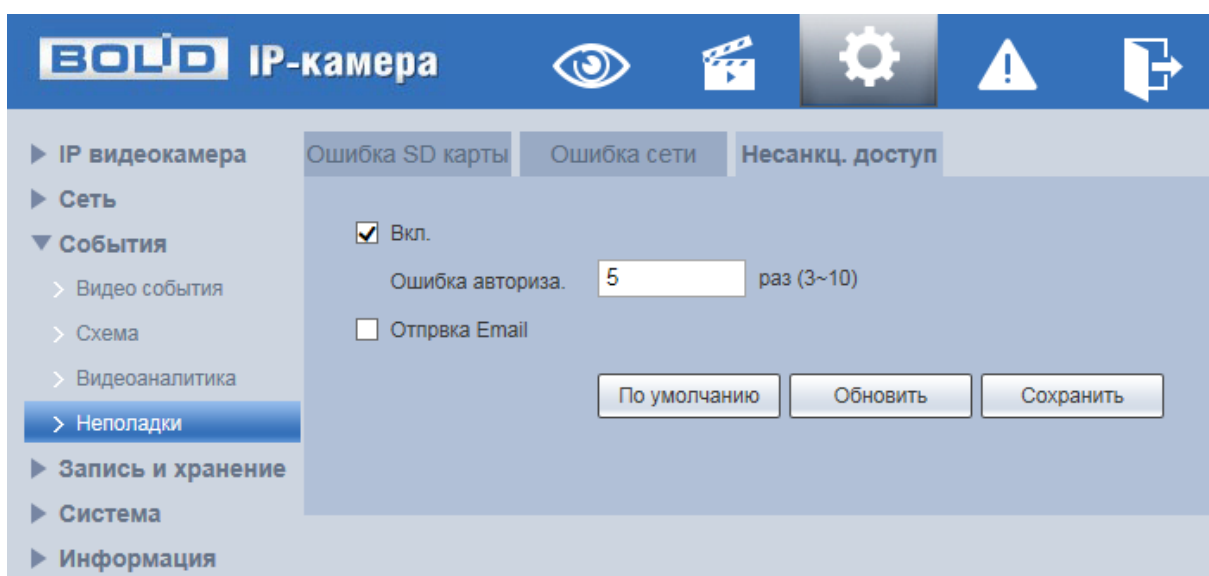 BOLID IP-камера
IP видеокамера
Сеть
События
Видео события
Схема
Видеоаналитика
Неполадки
Запись и хранение
Система
Информация
Ошибка SD карты Ошибка сети Несанкц. доступ
Вкл.
Ошибка авториза. 5 раз (3~10)
Отпрвка Email
По умолчанию Обновить Сохранить